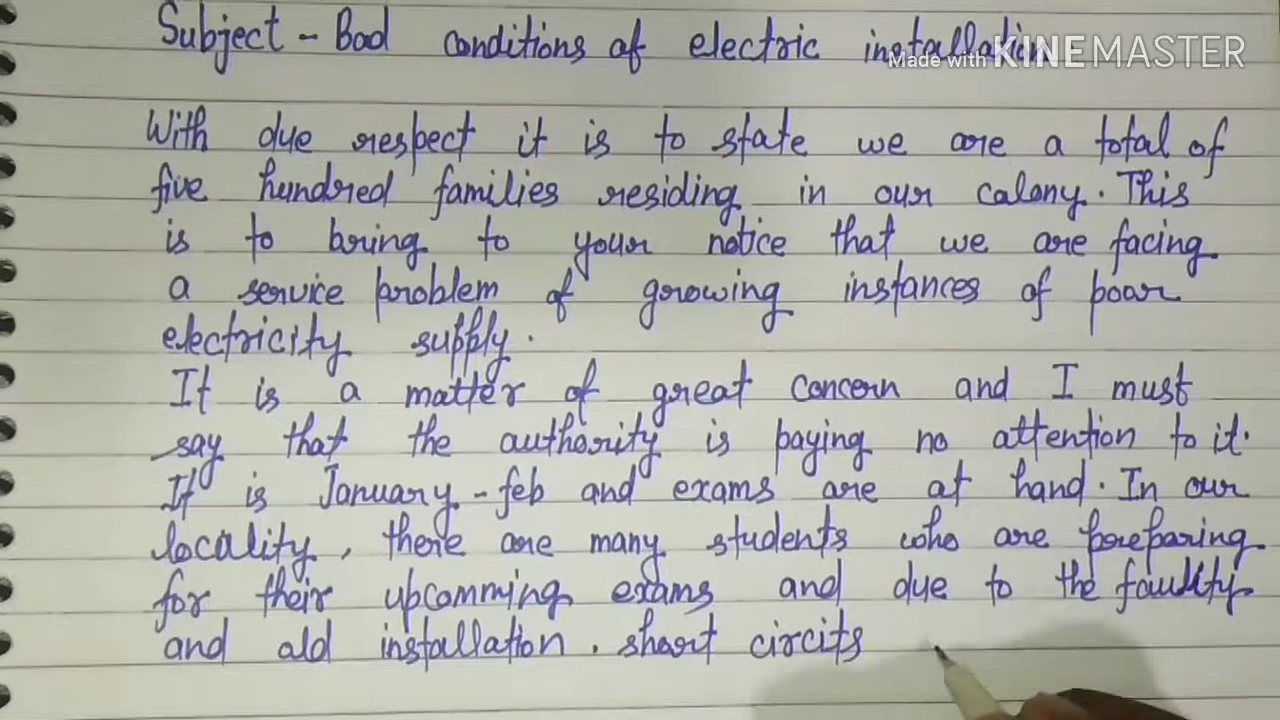 Subject - Bad conditions of electric installation
Made with KINEMASTER
With due respect it is to state we are a total of
five hundred families residing in our colony. This
is to bring to your notice that we are facing
a service problem of growing instances of poor
electricity supply.
It is a matter of great concern and I must
say that the authority is paying no attention to it.
It is January - feb and exams are at hand. In our
locality, there are many students who are preparing
for their upcomming exams and due to the faulity
and old installation. short circits